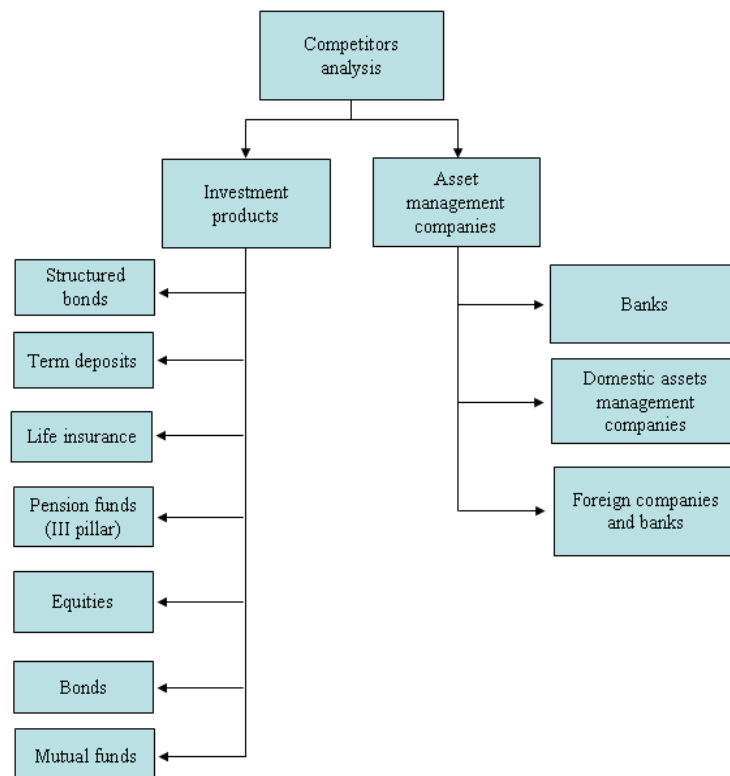 Competitors
analysis
Investment
products
Asset
management
companies
Structured
bonds
Term deposits
Life insurance
Pension funds
(III pillar)
Equities
Bonds
Mutual funds
Banks
Domestic assets
management
companies
Foreign companies
and banks